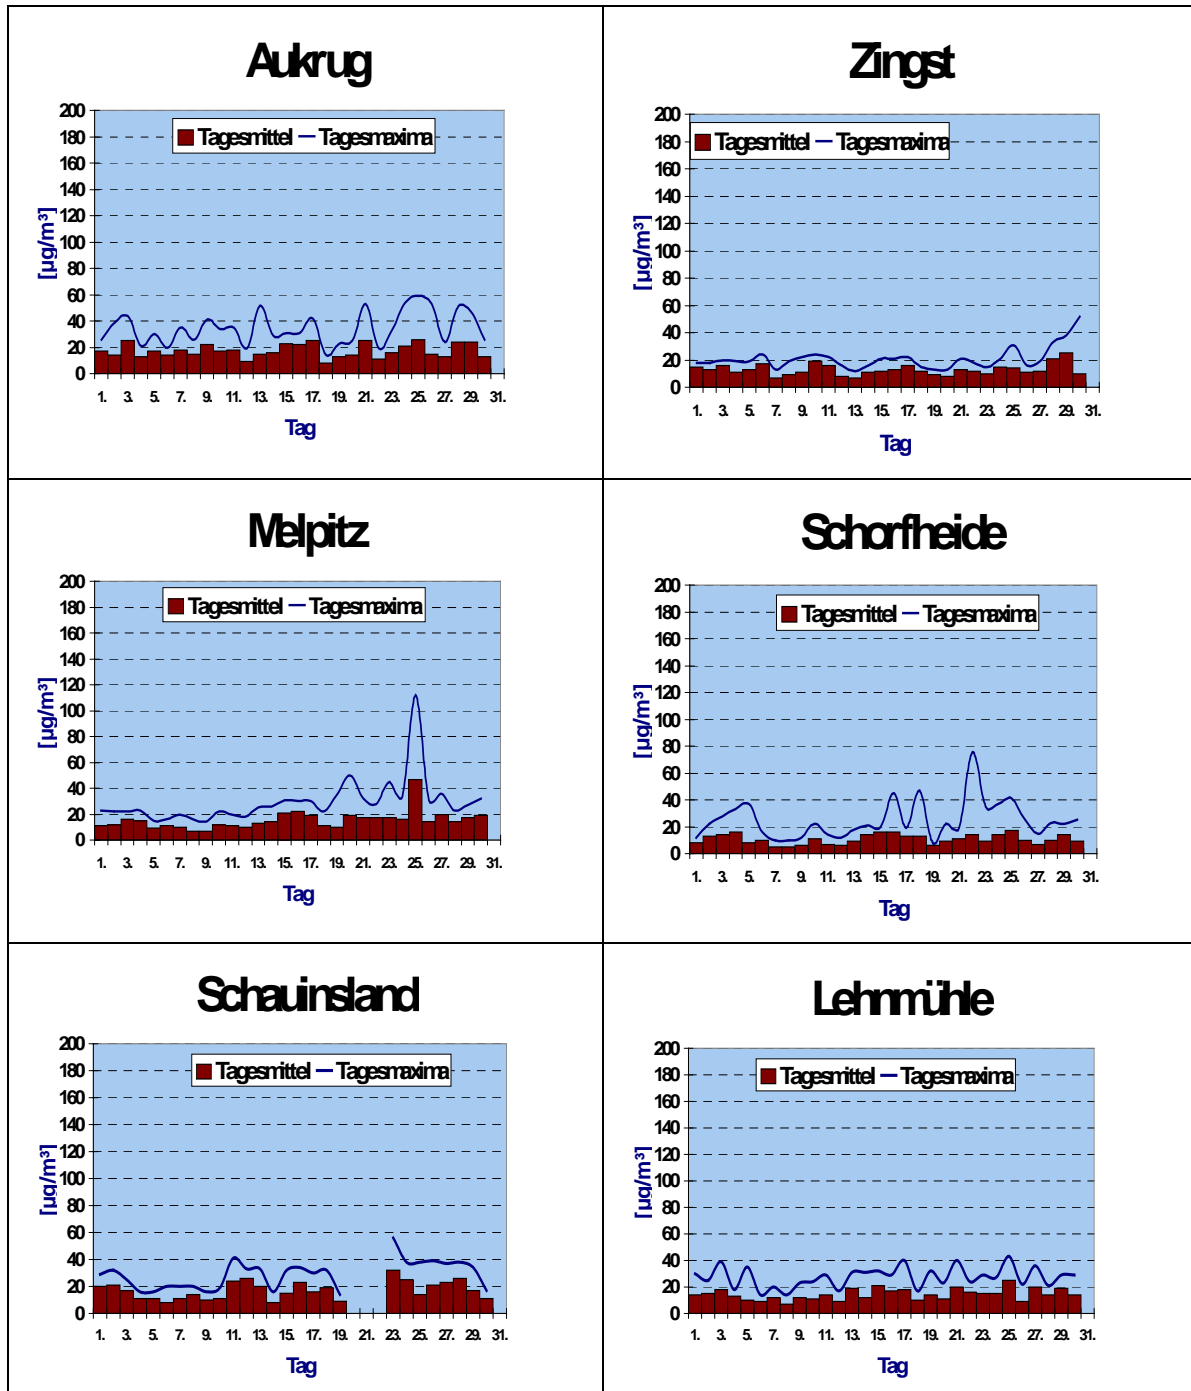 Aukrug
200
180
160
140
120
100
80
60
40
20
0
[µg/m³]
Tagesmittel Tagesmaxima
1. 3. 5. 7. 9. 11. 13. 15. 17. 19. 21. 23. 25. 27. 29. 31.
Tag
Zingst
200
180
160
140
120
100
80
60
40
20
0
[µg/m³]
Tagesmittel Tagesmaxima
1. 3. 5. 7. 9. 11. 13. 15. 17. 19. 21. 23. 25. 27. 29. 31.
Tag
Melpitz
200
180
160
140
120
100
80
60
40
20
0
[µg/m³]
Tagesmittel Tagesmaxima
1. 3. 5. 7. 9. 11. 13. 15. 17. 19. 21. 23. 25. 27. 29. 31.
Tag
Schorfheide
200
180
160
140
120
100
80
60
40
20
0
[µg/m³]
Tagesmittel Tagesmaxima
1. 3. 5. 7. 9. 11. 13. 15. 17. 19. 21. 23. 25. 27. 29. 31.
Tag
Schauinsland
200
180
160
140
120
100
80
60
40
20
0
[µg/m³]
Tagesmittel Tagesmaxima
1. 3. 5. 7. 9. 11. 13. 15. 17. 19. 21. 23. 25. 27. 29. 31.
Tag
Lehnmühle
200
180
160
140
120
100
80
60
40
20
0
[µg/m³]
Tagesmittel Tagesmaxima
1. 3. 5. 7. 9. 11. 13. 15. 17. 19. 21. 23. 25. 27. 29. 31.
Tag